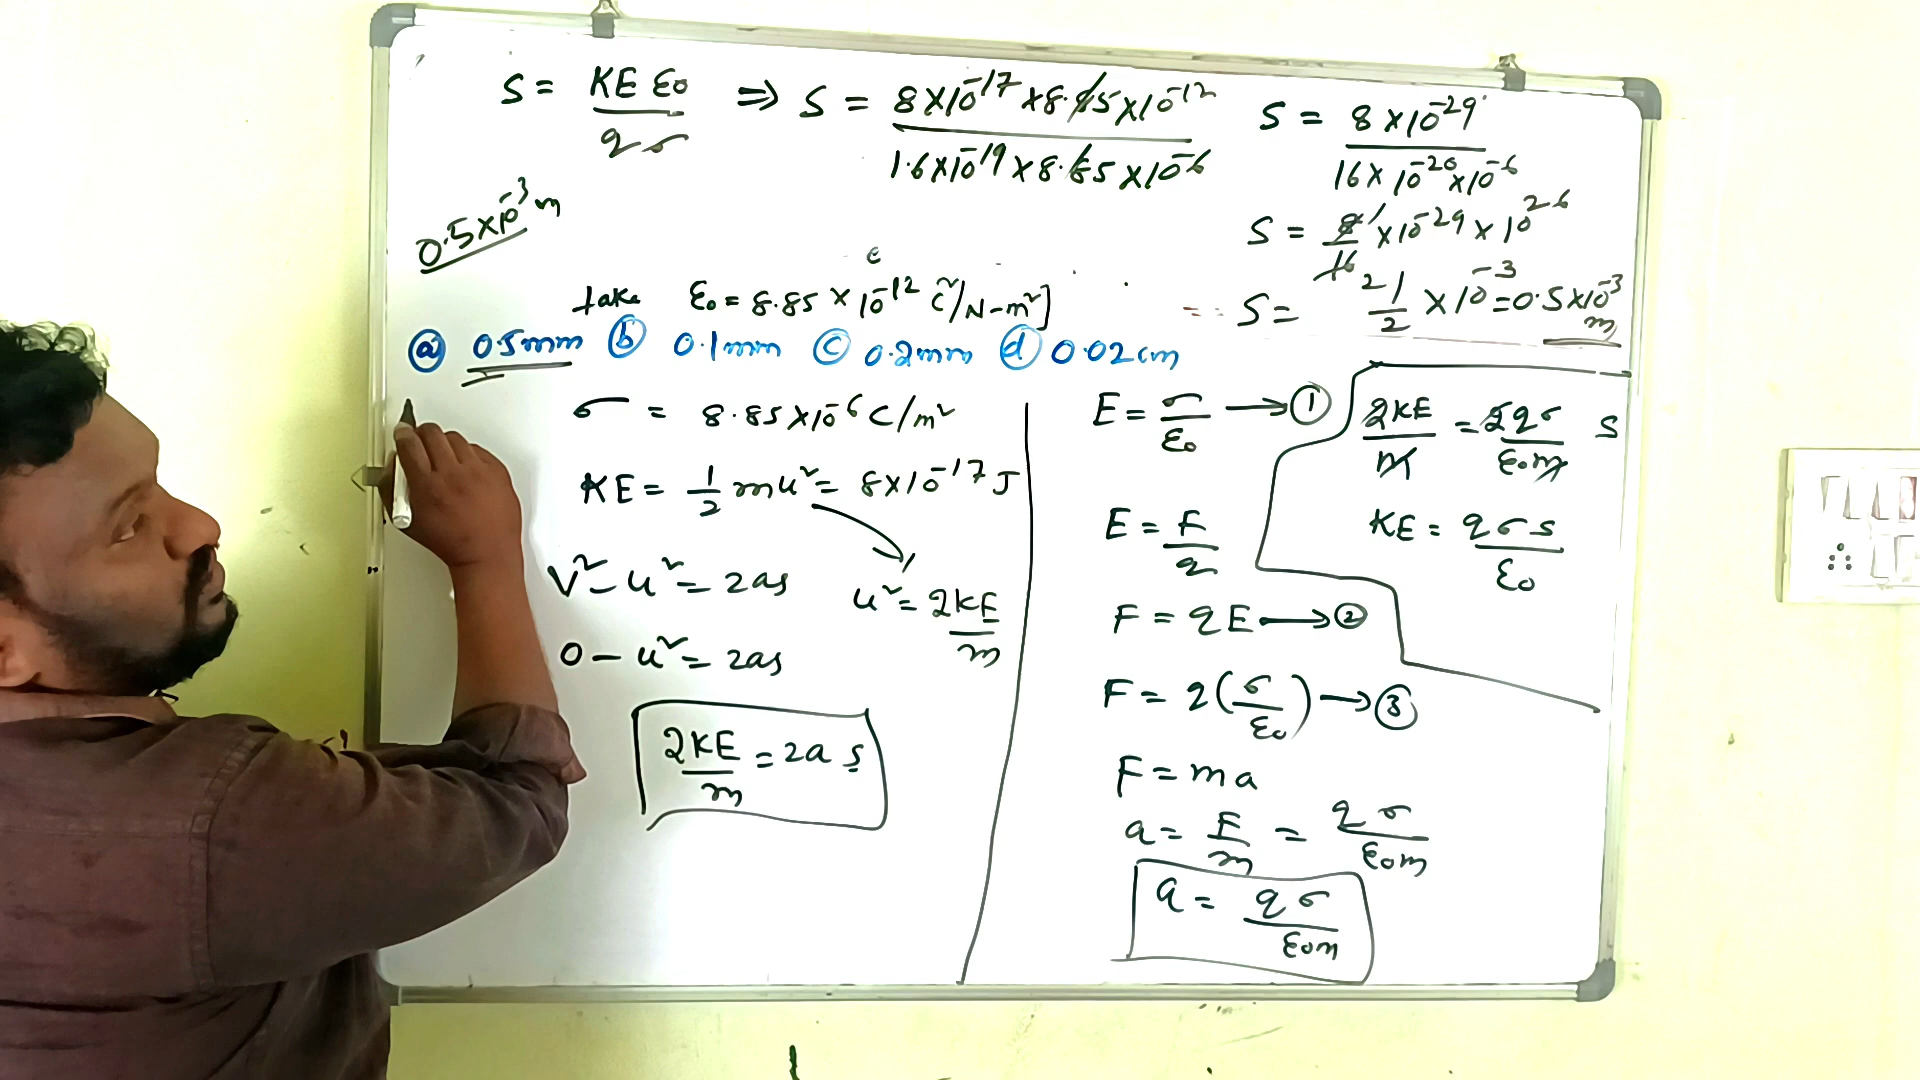 S = KE ε0 / qσ ⇒ S = 8×10^-17 × 8.85×10^-12 / 1.6×10^-19 × 8.85×10^-6
S = 8×10^-29 / 16×10^-20×10^-6
S = 8/16 1/2 ×10^-29 × 10^26
S = 1/2 × 10^-3 = 0.5×10^-3 m
0.5×10^-3 m
take ε0 = 8.85 × 10^-12 C²/N-m²]
ⓐ 0.5mm ⓑ 0.1mm ⓒ 0.2mm ⓓ 0.02cm
σ = 8.85×10^-6 C/m²
KE = 1/2 mu² = 8×10^-17 J
V² - u² = 2as
u² = 2KE/m
0 - u² = 2as
2KE/m = 2a s
E = σ/ε0 → ①
E = F/q
F = qE → ②
F = q(σ/ε0) → ③
F = ma
a = F/m = qσ/ε0m
a = qσ/ε0m
2KE/m = 2qσ/ε0m s
KE = qσs/ε0